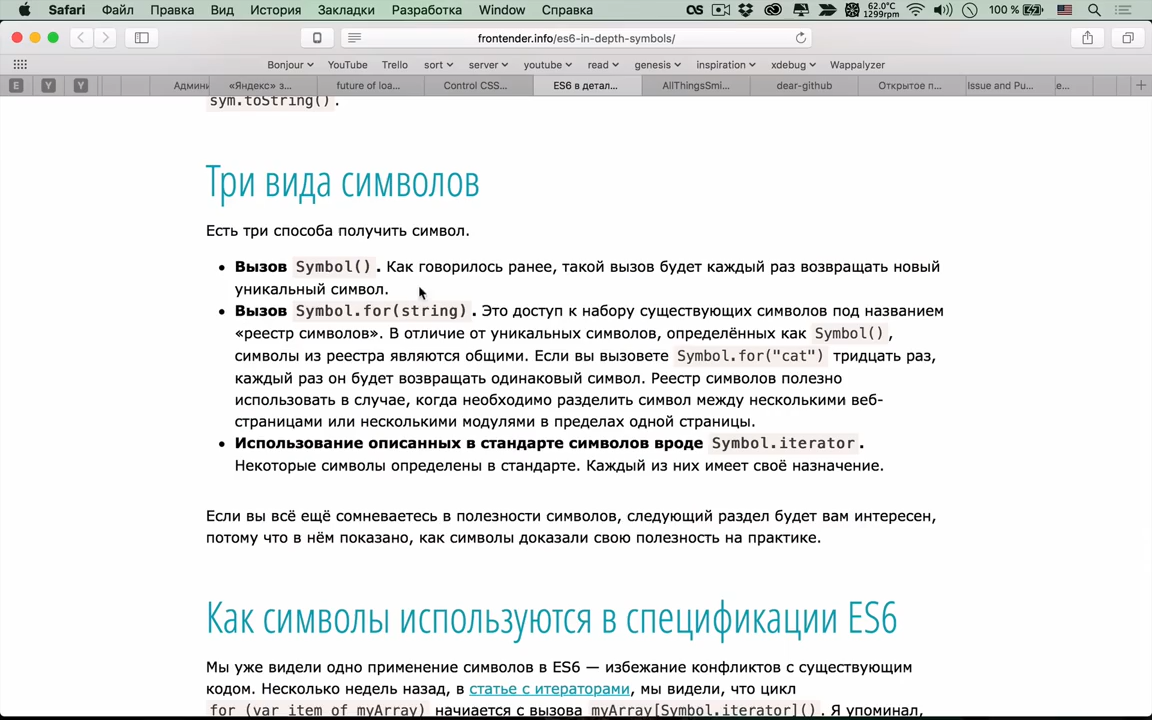 Safari Файл Правка Вид История Закладки Разработка Window Справка 62.0°C 1299rpm 100 %
frontender.info/es6-in-depth-symbols/
Bonjour YouTube Trello sort server youtube read genesis inspiration xdebug Wappalyzer
E Y Y Админи «Яндекс» з... future of loa... Control CSS... ES6 в детал... AllThingsSmi... dear-github Открытое п... Issue and Pu... е...
sym.toString().
Три вида символов
Есть три способа получить символ.
• Вызов Symbol(). Как говорилось ранее, такой вызов будет каждый раз возвращать новый
уникальный символ.
• Вызов Symbol.for(string). Это доступ к набору существующих символов под названием
«реестр символов». В отличие от уникальных символов, определённых как Symbol(),
символы из реестра являются общими. Если вы вызовете Symbol.for("cat") тридцать раз,
каждый раз он будет возвращать одинаковый символ. Реестр символов полезно
использовать в случае, когда необходимо разделить символ между несколькими веб-
страницами или несколькими модулями в пределах одной страницы.
• Использование описанных в стандарте символов вроде Symbol.iterator.
Некоторые символы определены в стандарте. Каждый из них имеет своё назначение.
Если вы всё ещё сомневаетесь в полезности символов, следующий раздел будет вам интересен,
потому что в нём показано, как символы доказали свою полезность на практике.
Как символы используются в спецификации ES6
Мы уже видели одно применение символов в ES6 — избежание конфликтов с существующим
кодом. Несколько недель назад, в статье с итераторами, мы видели, что цикл
for (var item of myArray) начиается с вызова myArray[Symbol.iterator](). Я упоминал,